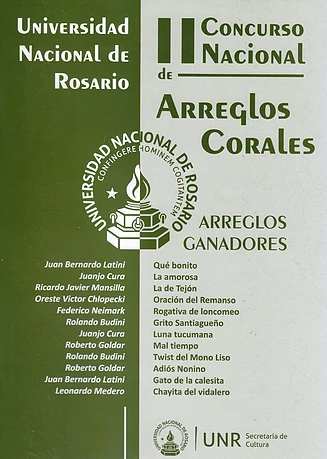 Universidad
Nacional de
Rosario
II Concurso
Nacional
de
Arreglos
Corales
UNIVERSIDAD NACIONAL DE ROSARIO
CONFINGERE HOMINEM COGITANTEM
ARREGLOS
GANADORES
Juan Bernardo Latini Qué bonito
Juanjo Cura La amorosa
Ricardo Javier Mansilla La de Tejón
Oreste Victor Chlopecki Oración del Remanso
Federico Neimark Rogativa de loncomeo
Rolando Budini Grito Santiagueño
Juanjo Cura Luna tucumana
Roberto Goldar Mal tiempo
Rolando Budini Twist del Mono Liso
Roberto Goldar Adiós Nonino
Juan Bernardo Latini Gato de la calesita
Leonardo Medero Chayita del vidalero
UNIVERSIDAD NACIONAL DE ROSARIO
UNR Secretaría de
Cultura